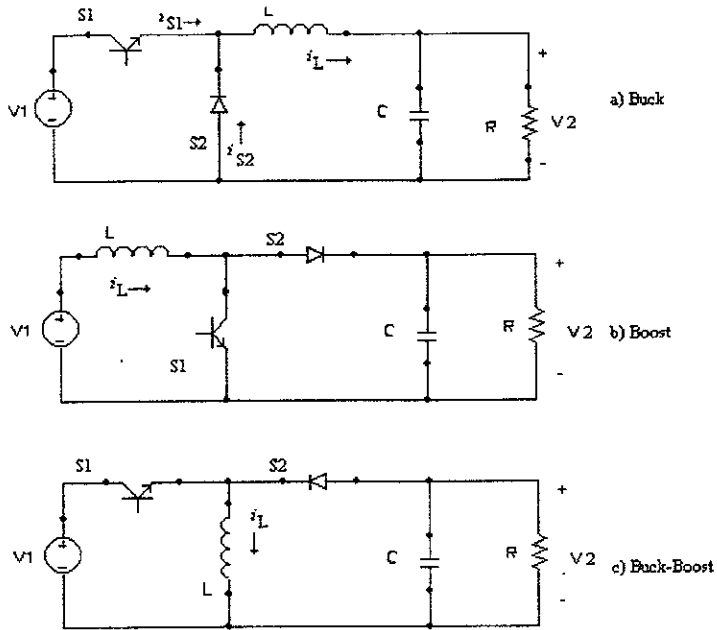 S1
iS1→
L
iL→
V1
S2
iS2
C
R
+
V2
-
a) Buck
L
S2
iL→
V1
S1
C
R
+
V2
-
b) Boost
S1
S2
iL
V1
L
C
R
+
V2
-
c) Buck-Boost